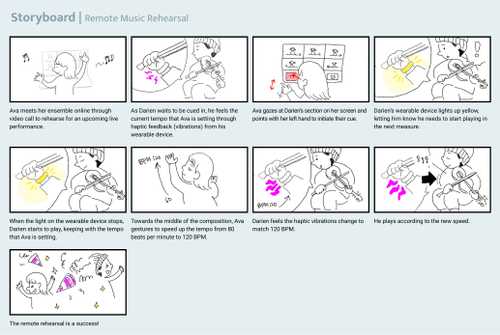 Storyboard | Remote Music Rehearsal
Ava meets her ensemble online through
video call to rehearse for an upcoming live
performance.
As Darien waits to be cued in, he feels the
current tempo that Ava is setting through
haptic feedback (vibrations) from his
wearable device.
Ava gazes at Darien's section on her screen and
points with her left hand to initiate their cue.
Darien's wearable device lights up yellow,
letting him know he needs to start playing in
the next measure.
When the light on the wearable device stops,
Darien starts to play, keeping with the tempo
that Ava is setting.
Towards the middle of the composition, Ava
gestures to speed up the tempo from 80
beats per minute to 120 BPM.
Darien feels the haptic vibrations change to
match 120 BPM.
He plays according to the new speed.
The remote rehearsal is a success!